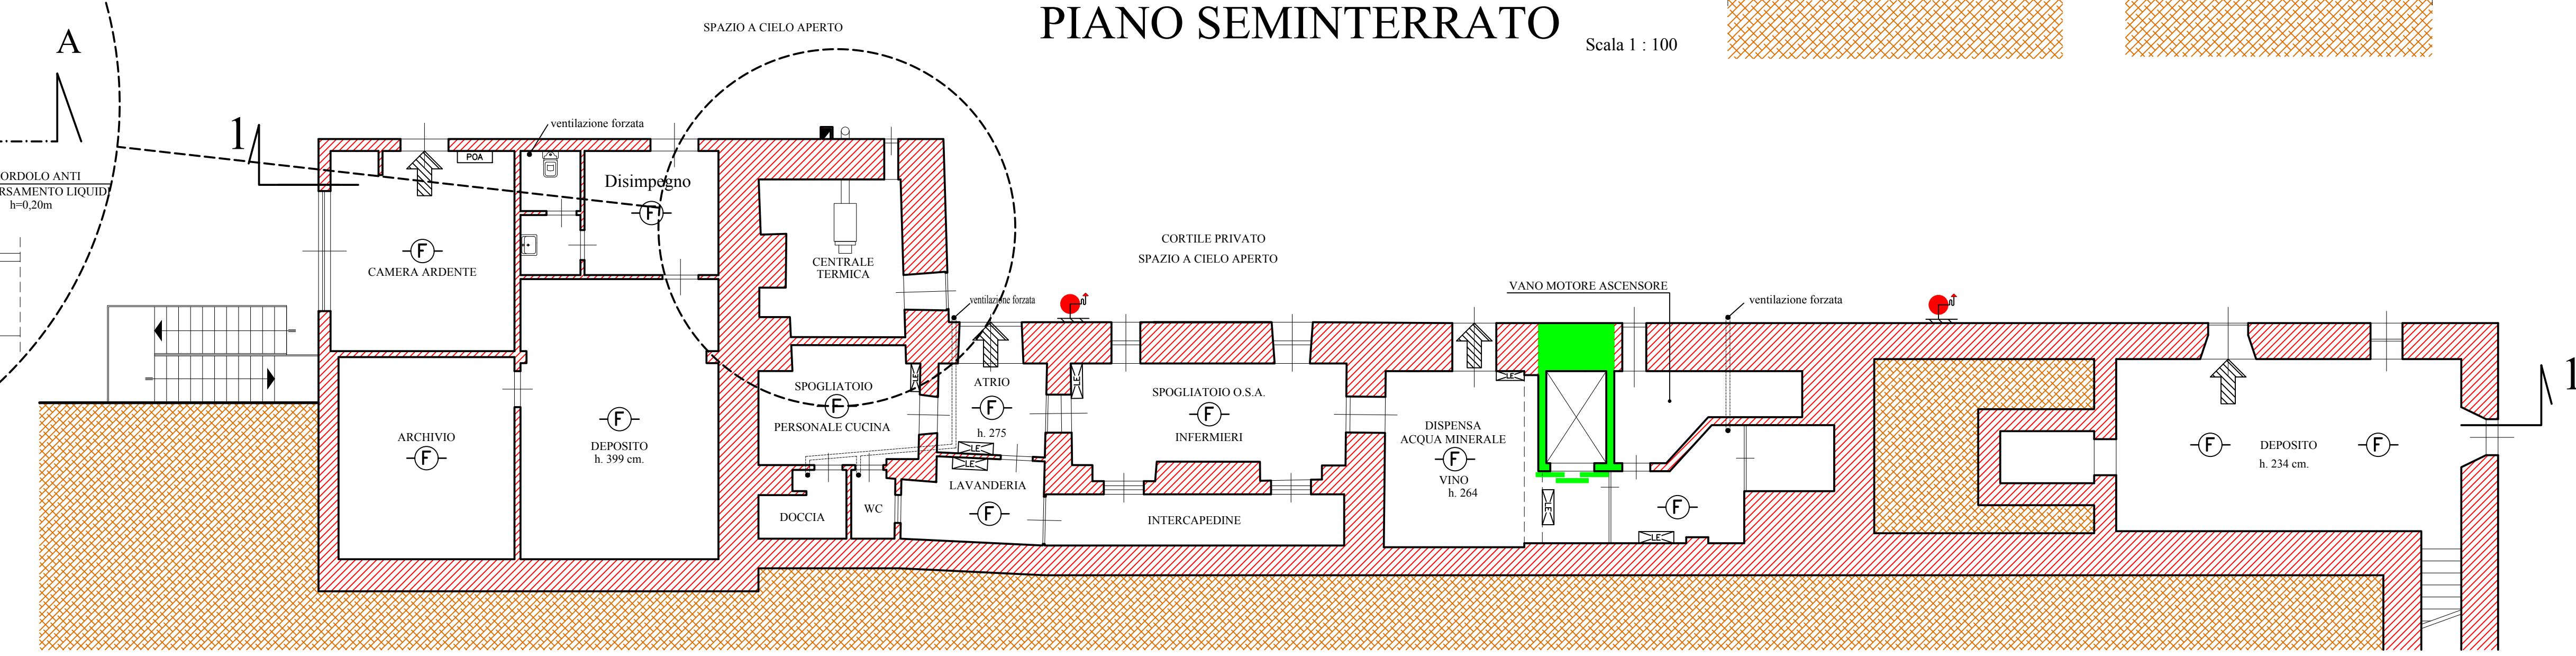 PIANO SEMINTERRATO
Scala 1 : 100
SPAZIO A CIELO APERTO
A
1
ORDOLO ANTI
RSAMENTO LIQUID
h=0,20m
ventilazione forzata
POA
Disimpegno
F
F
CAMERA ARDENTE
CENTRALE
TERMICA
CORTILE PRIVATO
SPAZIO A CIELO APERTO
ventilazione forzata
VANO MOTORE ASCENSORE
ventilazione forzata
1
SPOGLIATOIO
F
PERSONALE CUCINA
LE
ATRIO
F
h. 275
LE
LE
LE
SPOGLIATOIO O.S.A.
F
INFERMIERI
LE
DISPENSA
ACQUA MINERALE
F
VINO
h. 264
ARCHIVIO
F
F
DEPOSITO
h. 399 cm.
LAVANDERIA
F
DOCCIA
WC
INTERCAPEDINE
LE
F
LE
F
DEPOSITO
F
h. 234 cm.